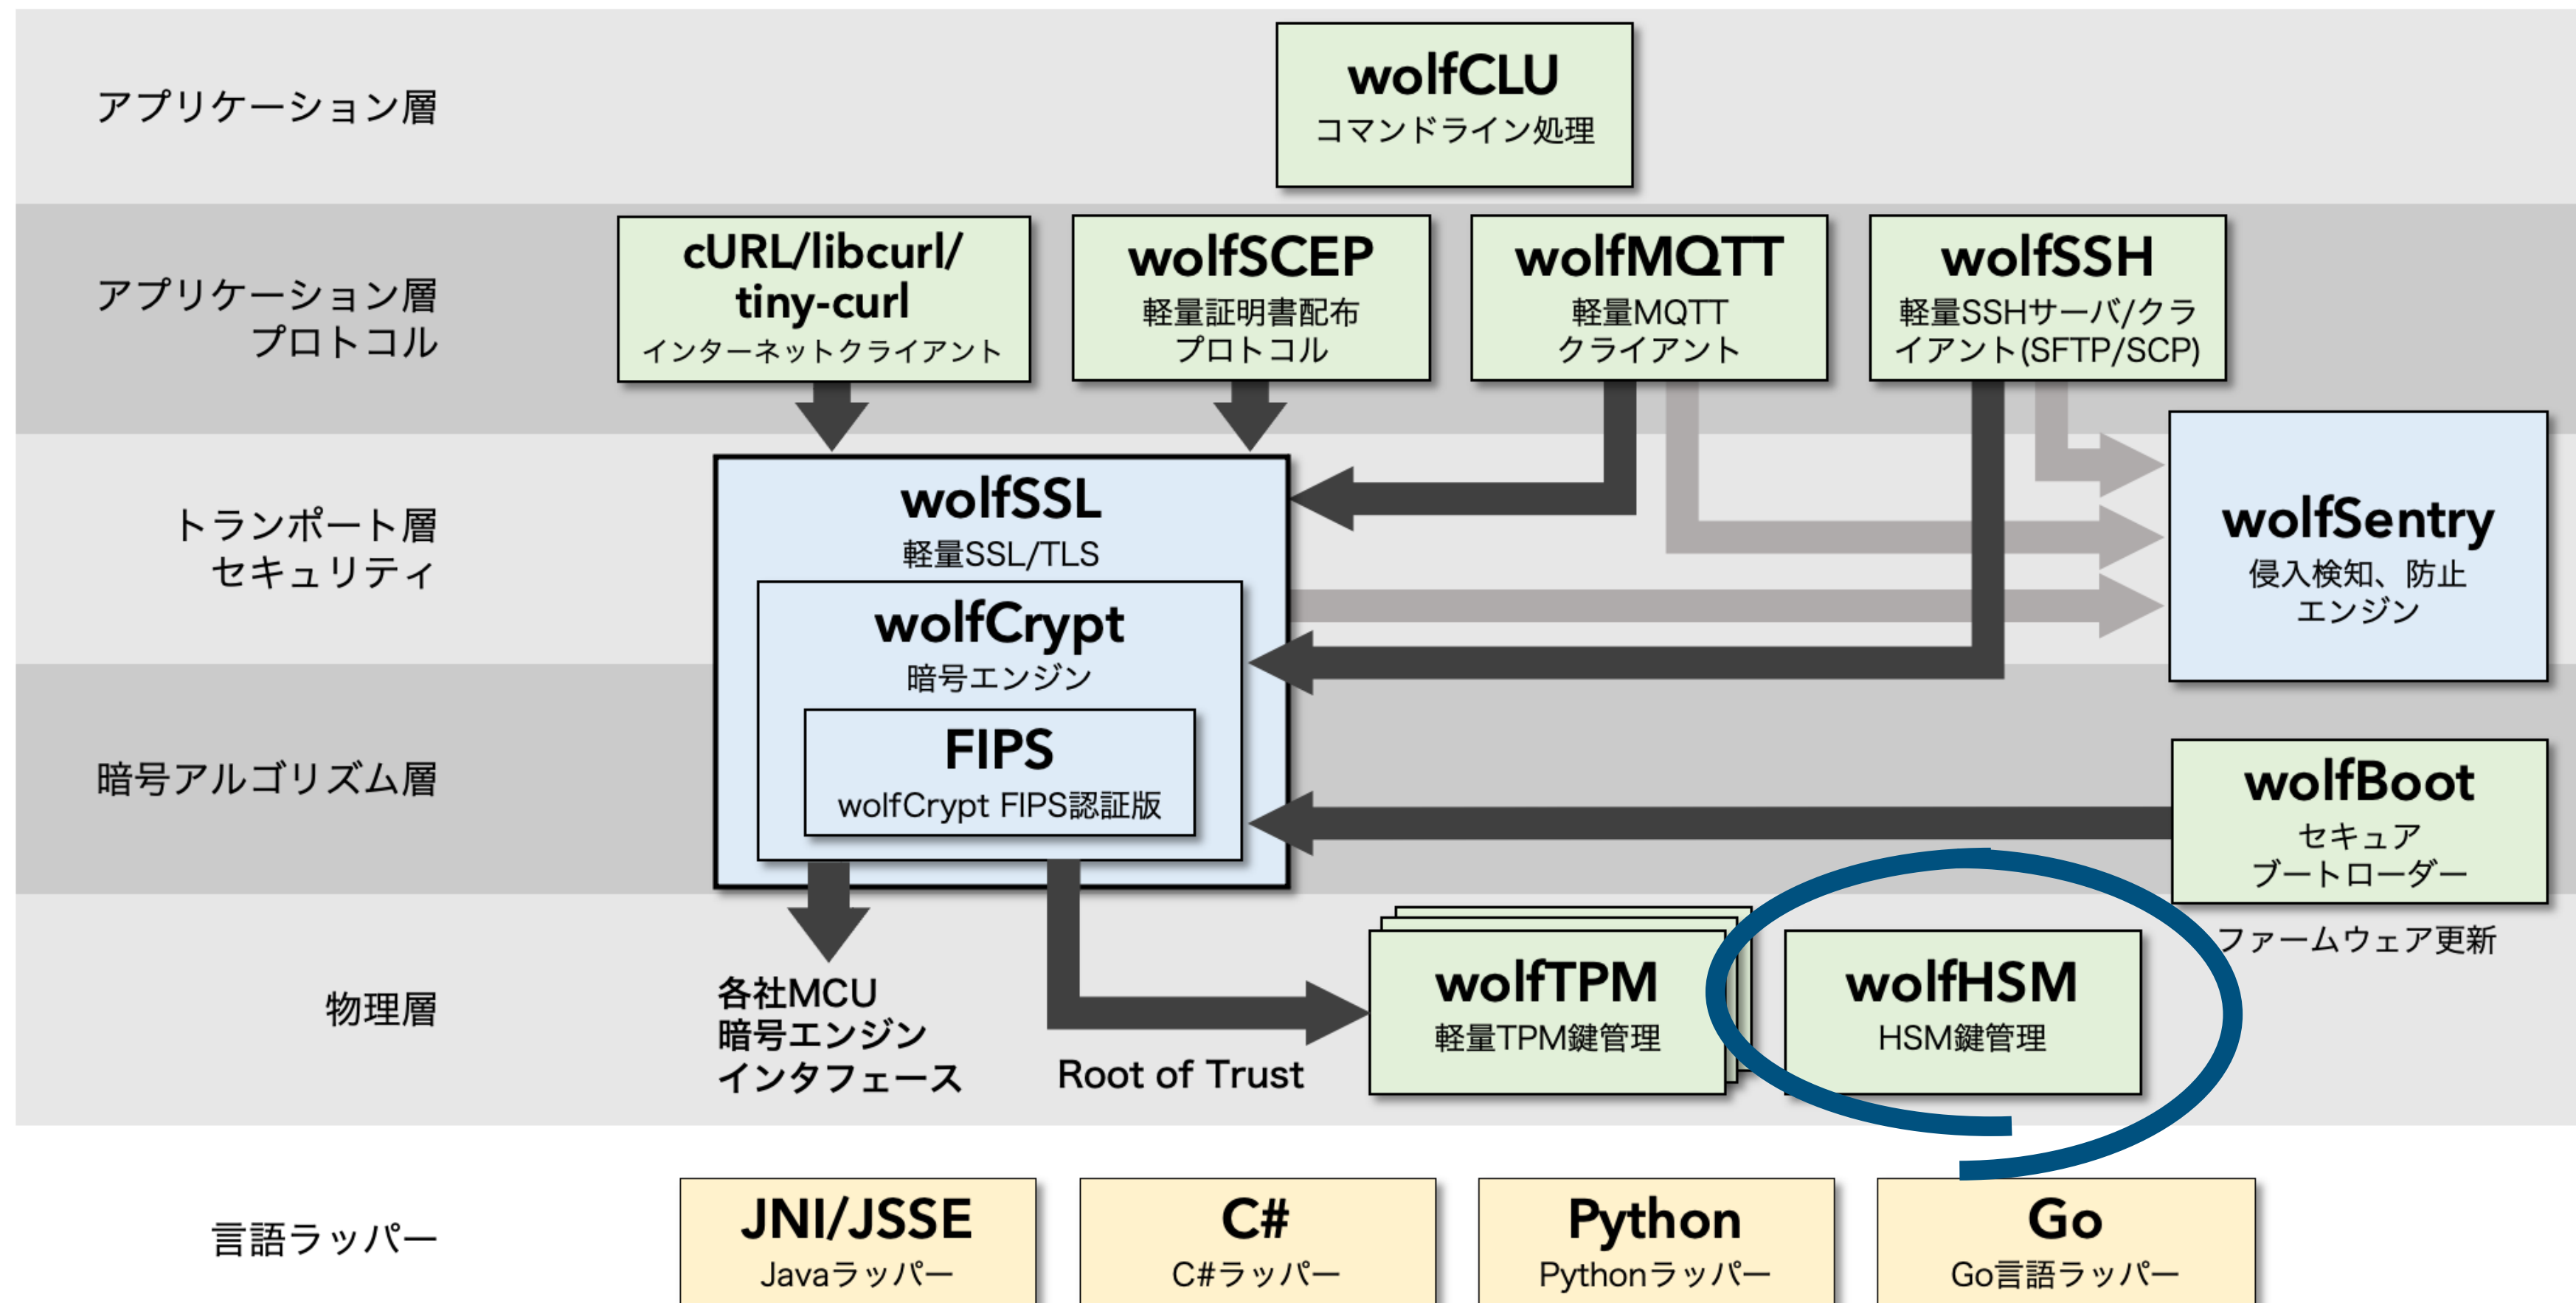 アプリケーション層
wolfCLU
コマンドライン処理
アプリケーション層
プロトコル
cURL/libcurl/
tiny-curl
インターネットクライアント
wolfSCEP
軽量証明書配布
プロトコル
wolfMQTT
軽量MQTT
クライアント
wolfSSH
軽量SSHサーバ/クラ
イアント(SFTP/SCP)
トランポート層
セキュリティ
wolfSSL
軽量SSL/TLS
wolfCrypt
暗号エンジン
FIPS
wolfCrypt FIPS認証版
wolfSentry
侵入検知、防止
エンジン
暗号アルゴリズム層
wolfBoot
セキュア
ブートローダー
ファームウェア更新
物理層
各社MCU
暗号エンジン
インタフェース
Root of Trust
wolfTPM
軽量TPM鍵管理
wolfHSM
HSM鍵管理
言語ラッパー
JNI/JSSE
Javaラッパー
C#
C#ラッパー
Python
Pythonラッパー
Go
Go言語ラッパー